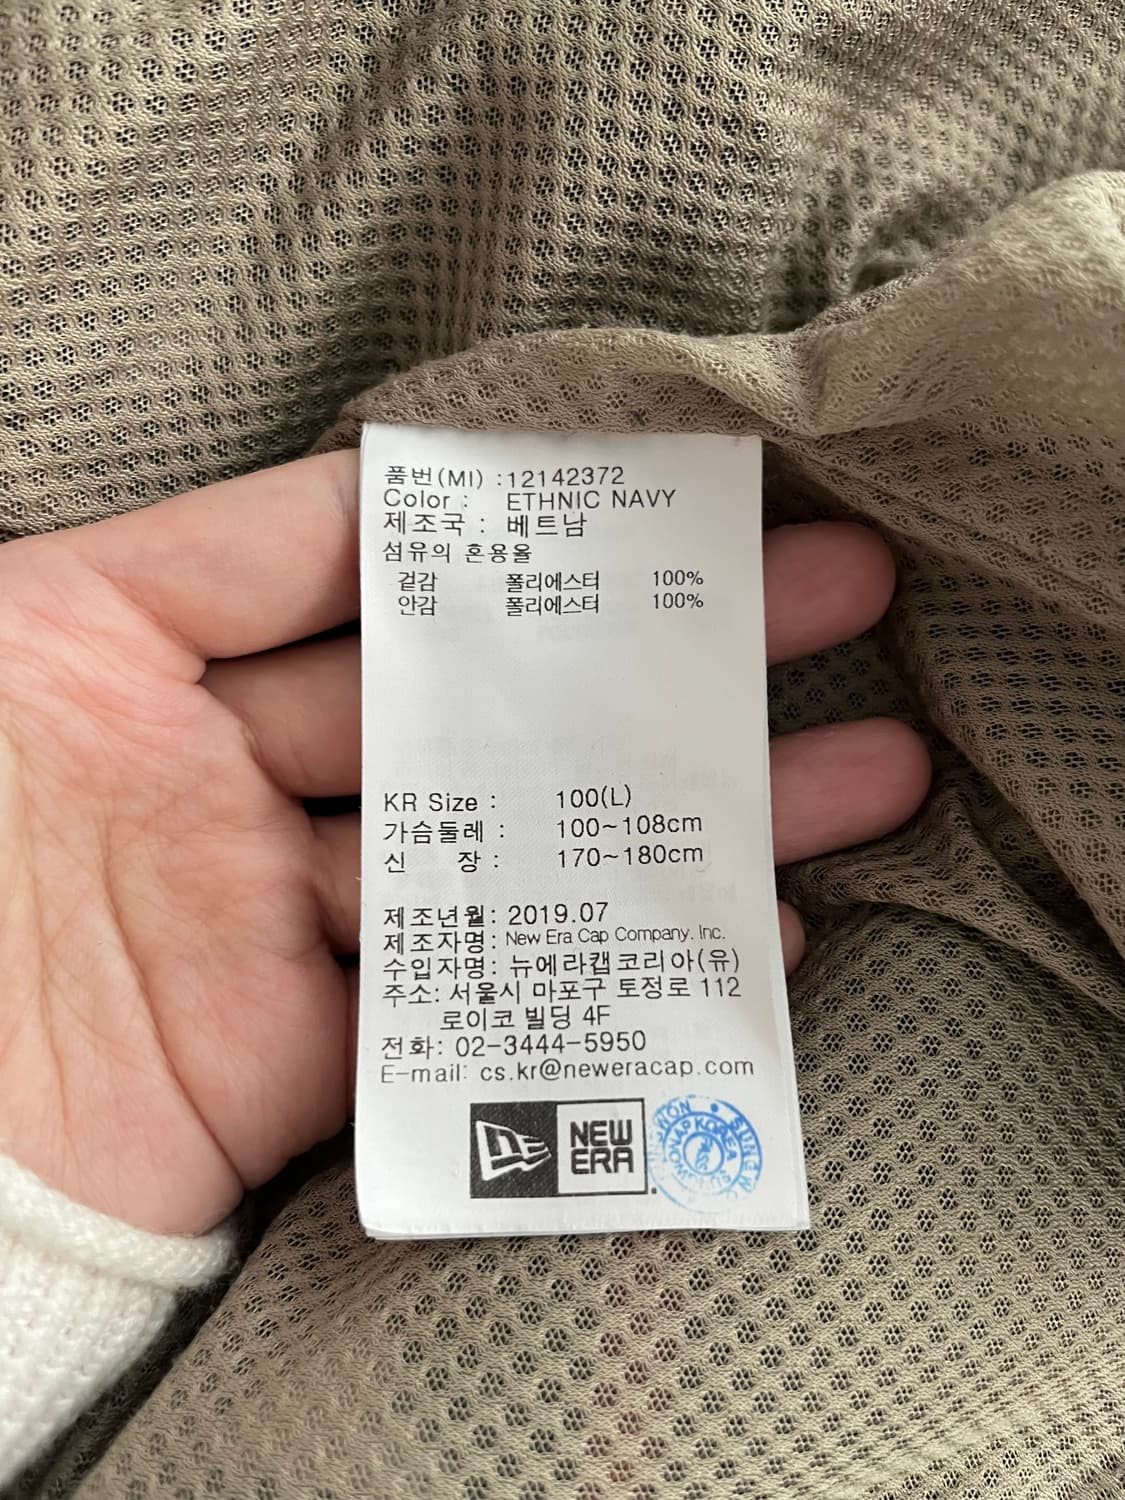 품번(MI) :12142372
Color : ETHNIC NAVY
제조국 : 베트남
섬유의 혼용율
겉감 폴리에스터 100%
안감 폴리에스터 100%
KR Size : 100(L)
가슴둘레 : 100~108cm
신 장 : 170~180cm
제조년월: 2019.07
제조자명: New Era Cap Company. Inc.
수입자명: 뉴에라캡코리아(유)
주소: 서울시 마포구 토정로 112
로이코 빌딩 4F
전화: 02-3444-5950
E-mail: cs.kr@neweracap.com
NEW
ERA
KOREA